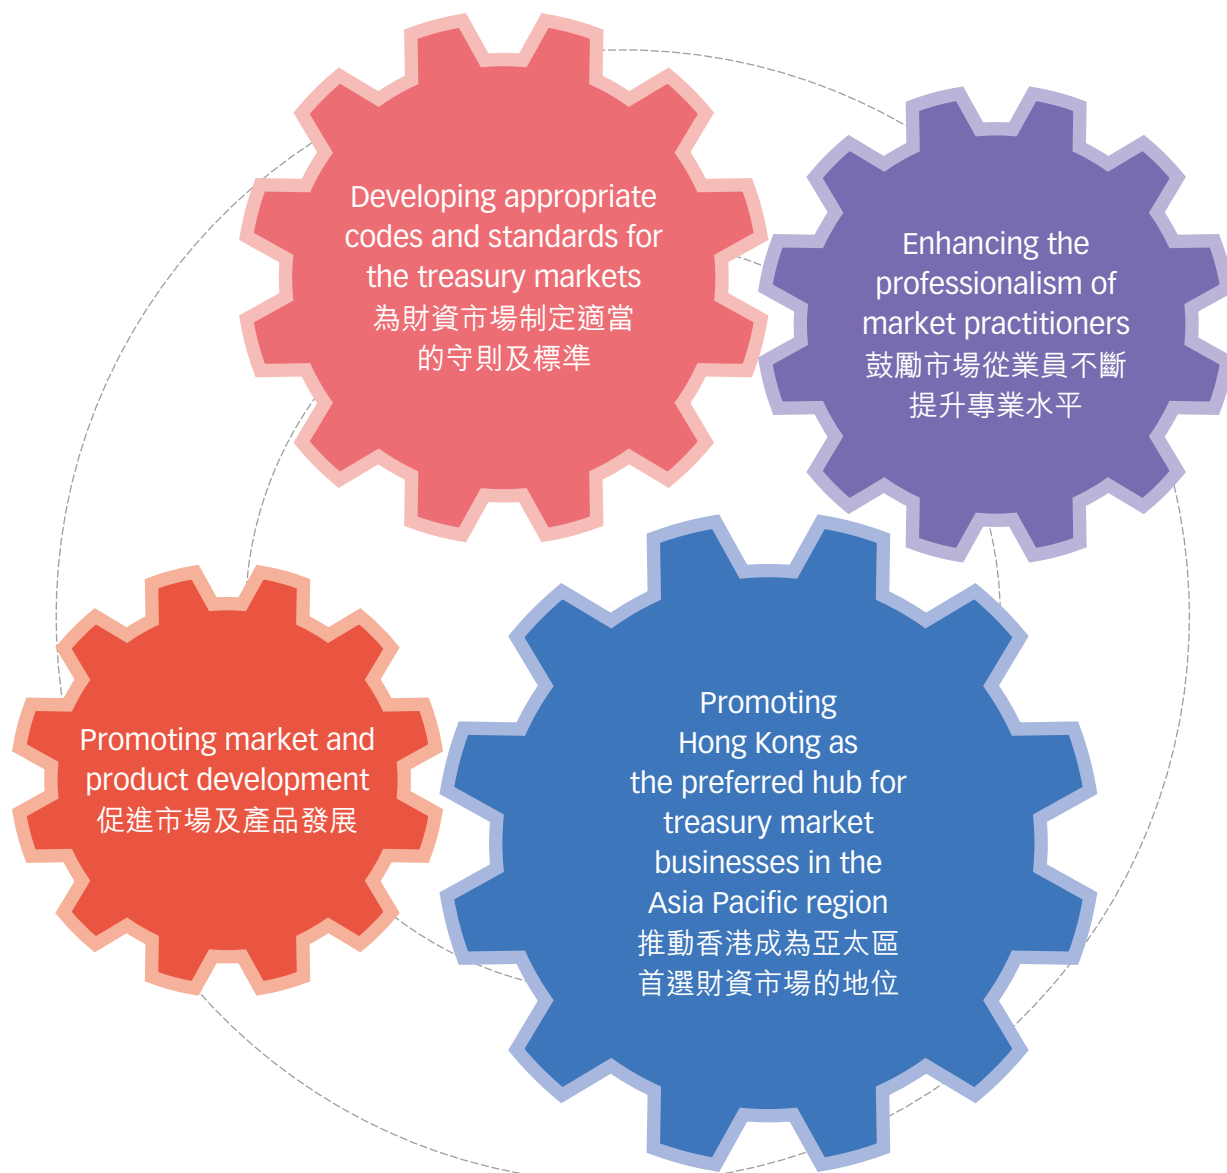 Developing appropriate
codes and standards for
the treasury markets
為財資市場制定適當
的守則及標準
Enhancing the
professionalism of
market practitioners
鼓勵市場從業員不斷
提升專業水平
Promoting market and
product development
促進市場及產品發展
Promoting
Hong Kong as
the preferred hub for
treasury market
businesses in the
Asia Pacific region
推動香港成為亞太區
首選財資市場的地位